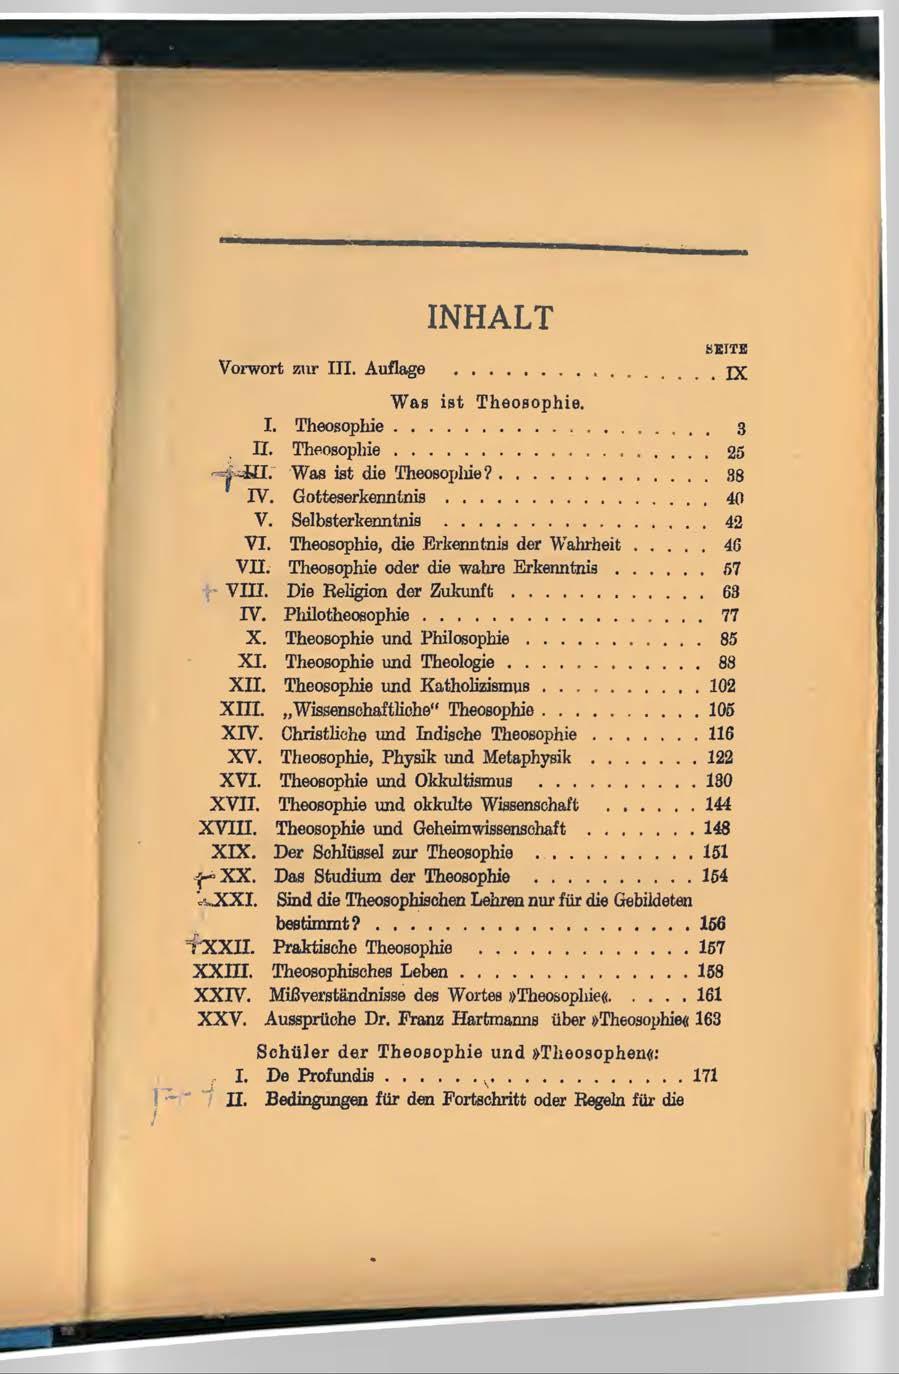 INHALT
SEITE
Vorwort zur III. Auflage . . . . . . . . . . . . . . . . IX
Was ist Theosophie.
I. Theosophie . . . . . . . . . . . . . . . . . . . 3
II. Theosophie . . . . . . . . . . . . . . . . . . . 25
III. Was ist die Theosophie? . . . . . . . . . . . . . 38
IV. Gotteserkenntnis . . . . . . . . . . . . . . . . 40
V. Selbsterkenntnis . . . . . . . . . . . . . . . . 42
VI. Theosophie, die Erkenntnis der Wahrheit . . . . . 46
VII. Theosophie oder die wahre Erkenntnis . . . . . . 57
VIII. Die Religion der Zukunft . . . . . . . . . . . . 63
IV. Philotheosophie . . . . . . . . . . . . . . . . . 77
X. Theosophie und Philosophie . . . . . . . . . . . 85
XI. Theosophie und Theologie . . . . . . . . . . . . 88
XII. Theosophie und Katholizismus . . . . . . . . . . 102
XIII. „Wissenschaftliche“ Theosophie . . . . . . . . . . 105
XIV. Christliche und Indische Theosophie . . . . . . . 116
XV. Theosophie, Physik und Metaphysik . . . . . . . 122
XVI. Theosophie und Okkultismus . . . . . . . . . . 130
XVII. Theosophie und okkulte Wissenschaft . . . . . . 144
XVIII. Theosophie und Geheimwissenschaft . . . . . . . 148
XIX. Der Schlüssel zur Theosophie . . . . . . . . . . 151
XX. Das Studium der Theosophie . . . . . . . . . . 154
XXI. Sind die Theosophischen Lehren nur für die Gebildeten
bestimmt? . . . . . . . . . . . . . . . . . . . 156
XXII. Praktische Theosophie . . . . . . . . . . . . . 157
XXIII. Theosophisches Leben . . . . . . . . . . . . . . 158
XXIV. Mißverständnisse des Wortes »Theosophie«. . . . . 161
XXV. Aussprüche Dr. Franz Hartmanns über »Theosophie« 163
Schüler der Theosophie und »Theosophen«:
I. De Profundis . . . . . . . . . . . . . . . . . . 171
II. Bedingungen für den Fortschritt oder Regeln für die